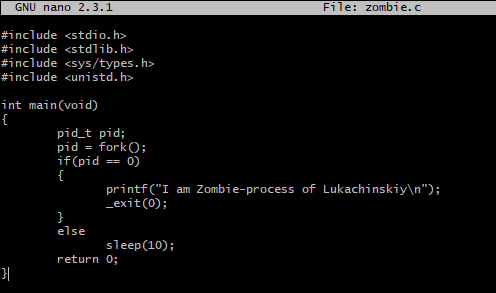 GNU nano 2.3.1 File: zombie.c
#include <stdio.h>
#include <stdlib.h>
#include <sys/types.h>
#include <unistd.h>
int main(void)
{
pid_t pid;
pid = fork();
if(pid == 0)
{
printf("I am Zombie-process of Lukachinskiy\n");
_exit(0);
}
else
sleep(10);
return 0;
}